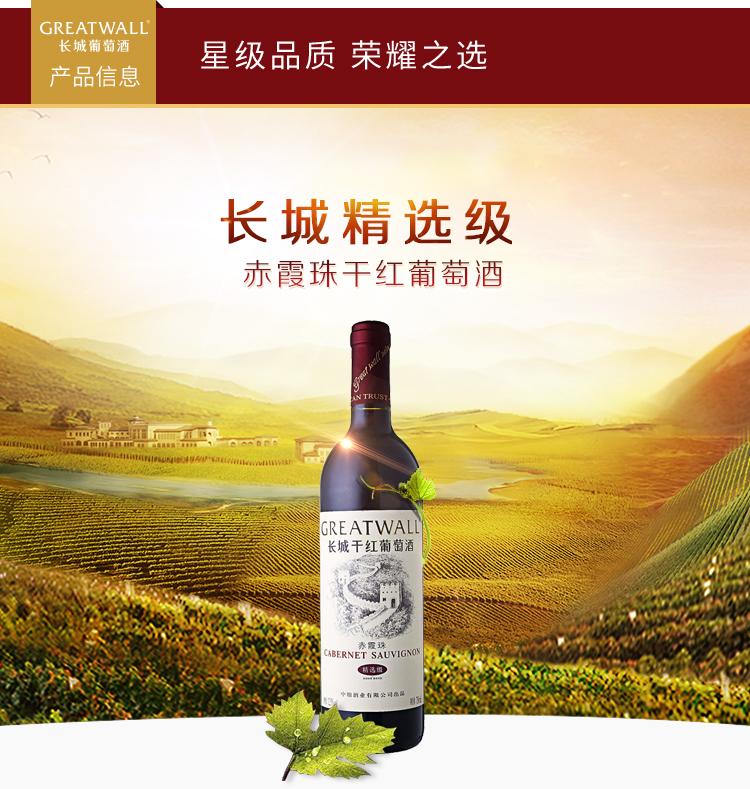 GREATWALL
长城葡萄酒
产品信息
星级品质 荣耀之选
长城精选级
赤霞珠干红葡萄酒
Great wall
GREATWALL
长城干红葡萄酒
赤霞珠
CABERNET SAUVIGNON
精选级
中粮酒业有限公司出品